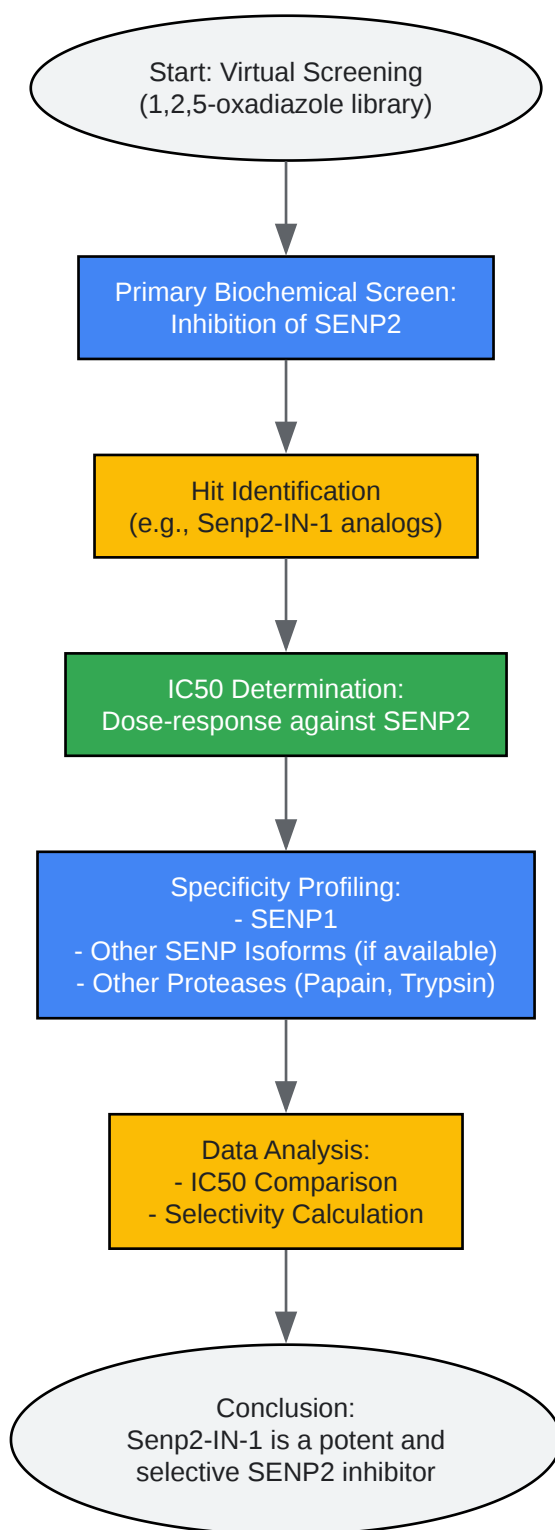 Start: Virtual Screening
(1,2,5-oxadiazole library)
Primary Biochemical Screen:
Inhibition of SENP2
Hit Identification
(e.g., Senp2-IN-1 analogs)
IC50 Determination:
Dose-response against SENP2
Specificity Profiling:
- SENP1
- Other SENP Isoforms (if available)
- Other Proteases (Papain, Trypsin)
Data Analysis:
- IC50 Comparison
- Selectivity Calculation
Conclusion:
Senp2-IN-1 is a potent and
selective SENP2 inhibitor